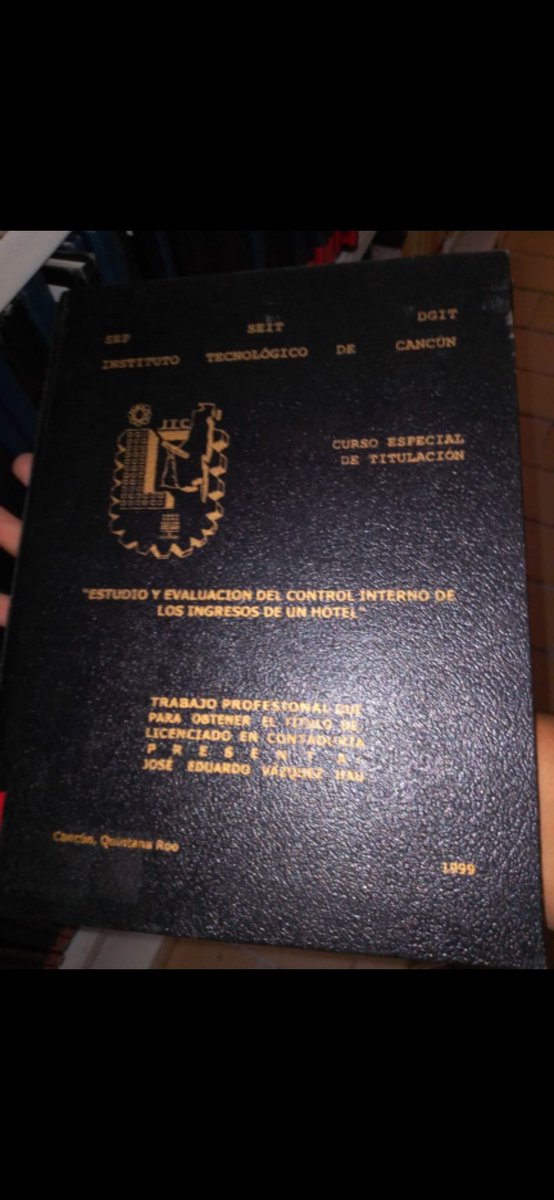 SEP SEIT DGIT
INSTITUTO TECNOLÓGICO DE CANCÚN
ITC
CURSO ESPECIAL
DE TITULACIÓN
"ESTUDIO Y EVALUACION DEL CONTROL INTERNO DE
LOS INGRESOS DE UN HOTEL"
TRABAJO PROFESIONAL QUE
PARA OBTENER EL TITULO DE
LICENCIADO EN CONTADURÍA
P R E S E N T A
JOSÉ EDUARDO VÁZQUEZ
Cancún, Quintana Roo
1999